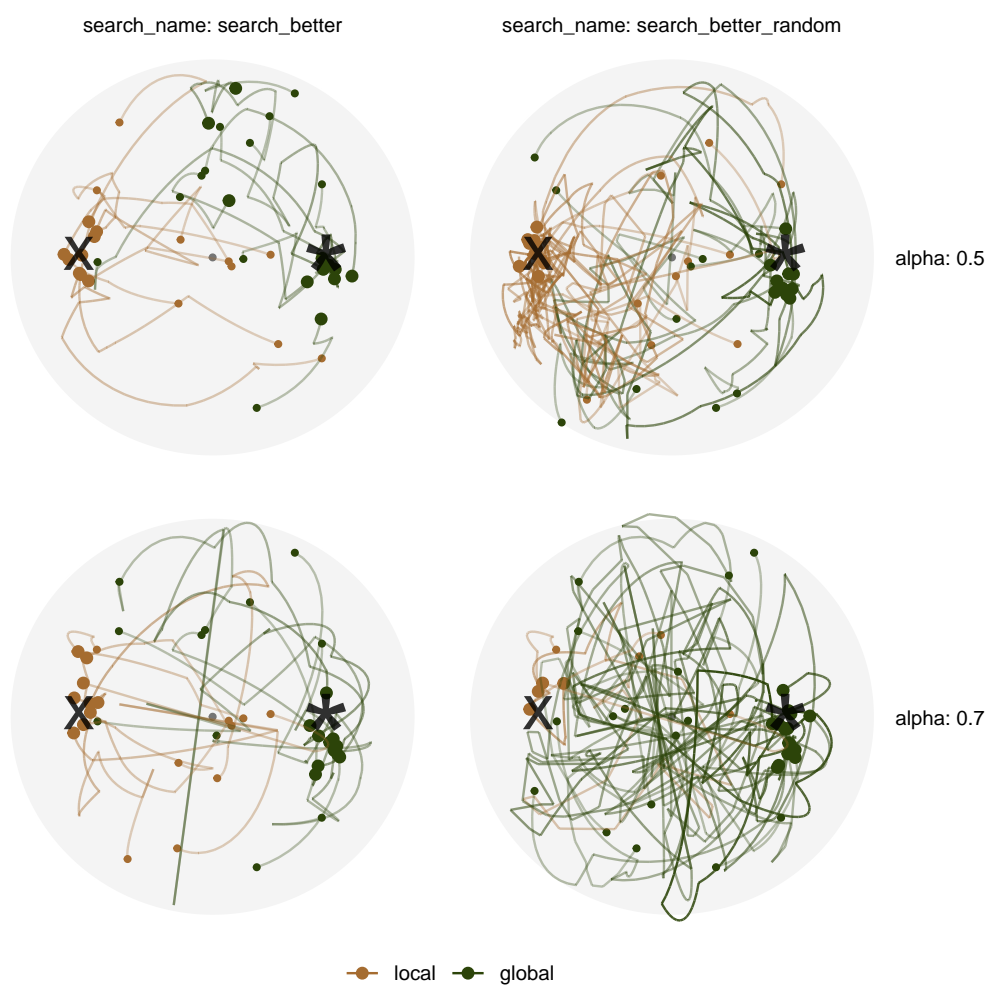 search_name: search_better
search_name: search_better_random
X
*
X
*
alpha: 0.5
X
*
X
*
alpha: 0.7
local
global